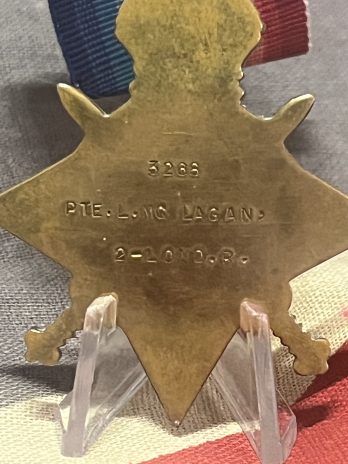 3266
PTE. L. MC LAGAN.
2-LOND.R.